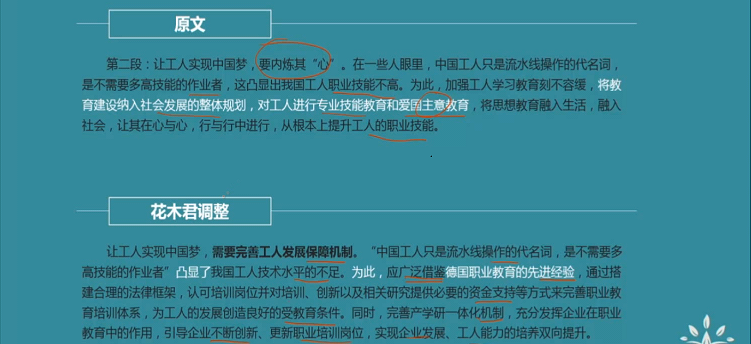 原文
第二段：让工人实现中国梦，要内炼其“心”。在一些人眼里，中国工人只是流水线操作的代名词，
是不需要多高技能的作业者，这凸显出我国工人职业技能不高。为此，加强工人学习教育刻不容缓，将教
育建设纳入社会发展的整体规划，对工人进行专业技能教育和爱国主意教育，将思想教育融入生活，融入
社会，让其在心与心，行与行中进行，从根本上提升工人的职业技能。
花木君调整
让工人实现中国梦，需要完善工人发展保障机制。“中国工人只是流水线操作的代名词，是不需要多
高技能的作业者”凸显了我国工人技术水平的不足。为此，应广泛借鉴德国职业教育的先进经验，通过搭
建合理的法律框架，认可培训岗位并对培训、创新以及相关研究提供必要的资金支持等方式来完善职业教
育培训体系，为工人的发展创造良好的受教育条件。同时，完善产学研一体化机制，充分发挥企业在职业
教育中的作用，引导企业不断创新、更新职业培训岗位，实现企业发展、工人能力的培养双向提升。